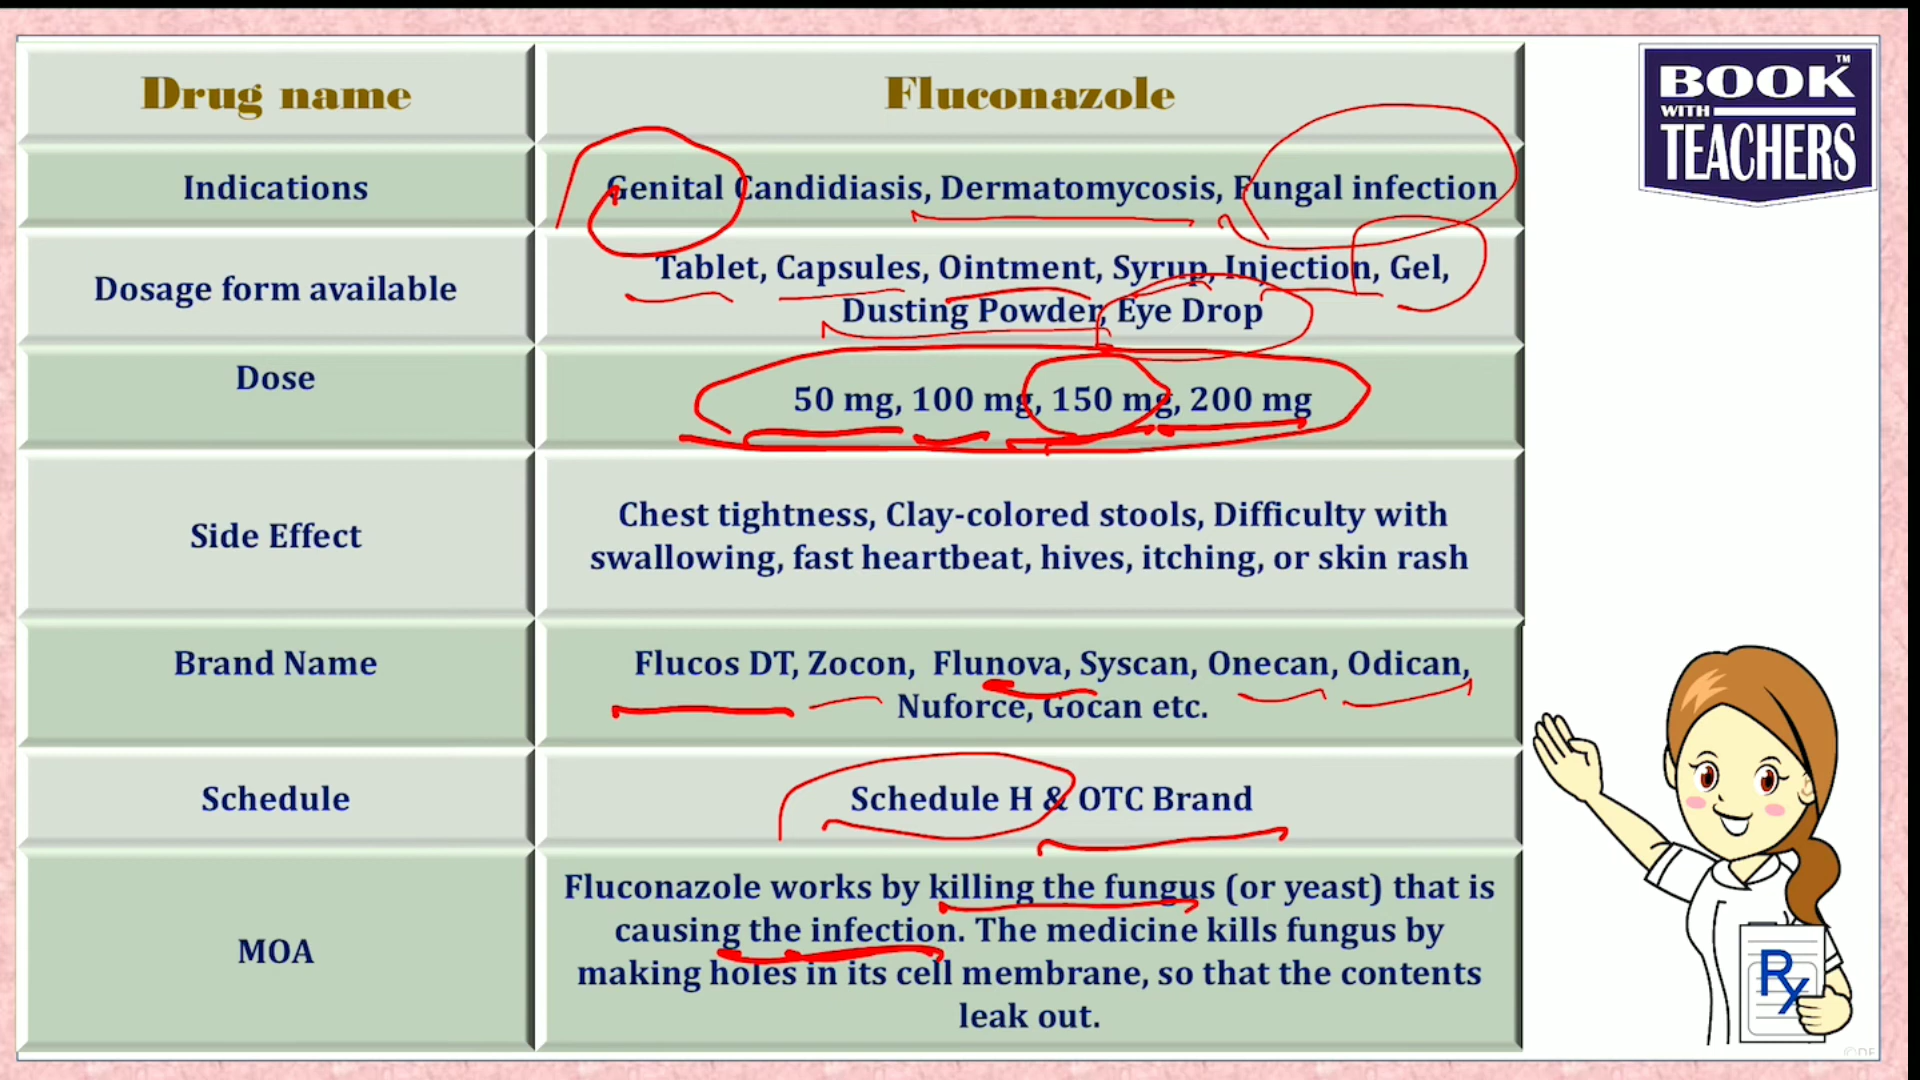 Drug name
Fluconazole
BOOK™
WITH
TEACHERS
Indications
Genital Candidiasis, Dermatomycosis, Fungal infection
Dosage form available
Tablet, Capsules, Ointment, Syrup, Injection, Gel,
Dusting Powder, Eye Drop
Dose
50 mg, 100 mg, 150 mg, 200 mg
Side Effect
Chest tightness, Clay-colored stools, Difficulty with
swallowing, fast heartbeat, hives, itching, or skin rash
Brand Name
Flucos DT, Zocon, Flunova, Syscan, Onecan, Odican,
Nuforce, Gocan etc.
Schedule
Schedule H & OTC Brand
MOA
Fluconazole works by killing the fungus (or yeast) that is
causing the infection. The medicine kills fungus by
making holes in its cell membrane, so that the contents
leak out.
Rx